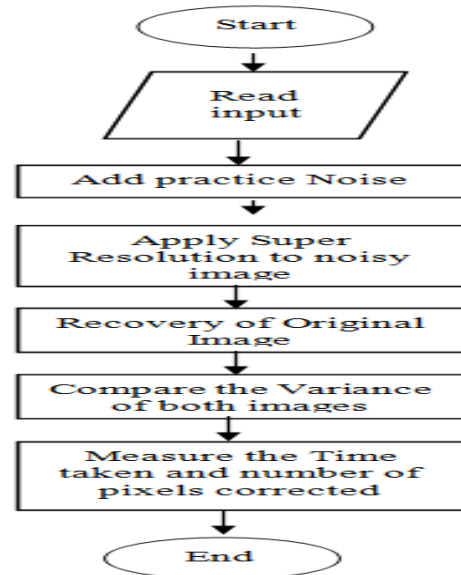 Start
Read
input
Add practice Noise
Apply Super
Resolution to noisy
image
Recovery of Original
Image
Compare the Variance
of both images
Measure the Time
taken and number of
pixels corrected
End